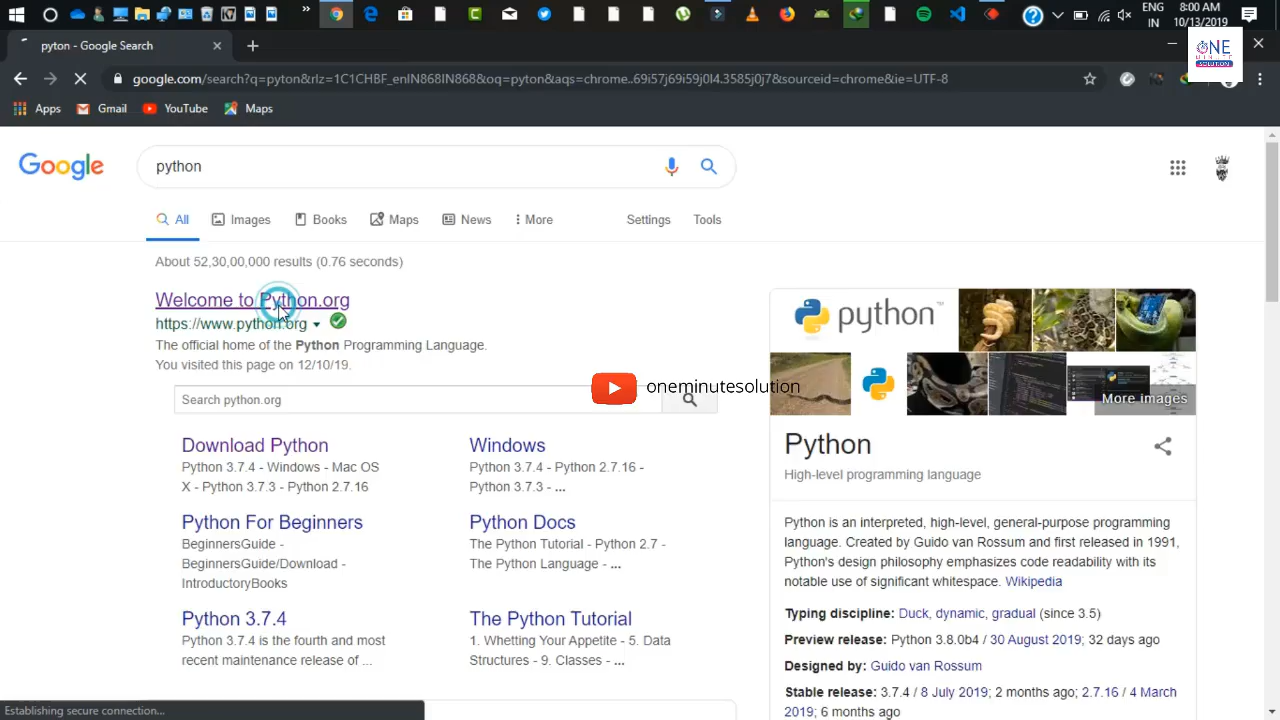 ENG
8:00 AM
IN
10/13/2019
pyton - Google Search
ONE
MINUTE
SOLUTION
google.com/search?q=pyton&rlz=1C1CHBF_enIN868IN868&oq=pyton&aqs=chrome..69i57j69i59j0l4.3585j0j7&sourceid=chrome&ie=UTF-8
Apps
Gmail
YouTube
Maps
Google
python
All
Images
Books
Maps
News
More
Settings
Tools
About 52,30,00,000 results (0.76 seconds)
Welcome to Python.org
https://www.python.org
The official home of the Python Programming Language.
You visited this page on 12/10/19.
Search python.org
oneminutesolution
Download Python
Python 3.7.4 - Windows - Mac OS
X - Python 3.7.3 - Python 2.7.16
Windows
Python 3.7.4 - Python 2.7.16 -
Python 3.7.3 - ...
Python For Beginners
BeginnersGuide -
BeginnersGuide/Download -
IntroductoryBooks
Python Docs
The Python Tutorial - Python 2.7 -
The Python Language - ...
Python 3.7.4
Python 3.7.4 is the fourth and most
recent maintenance release of ...
The Python Tutorial
1. Whetting Your Appetite - 5. Data
Structures - 9. Classes - ...
python™
More images
Python
High-level programming language
Python is an interpreted, high-level, general-purpose programming
language. Created by Guido van Rossum and first released in 1991,
Python's design philosophy emphasizes code readability with its
notable use of significant whitespace. Wikipedia
Typing discipline: Duck, dynamic, gradual (since 3.5)
Preview release: Python 3.8.0b4 / 30 August 2019; 32 days ago
Designed by: Guido van Rossum
Stable release: 3.7.4 / 8 July 2019; 2 months ago; 2.7.16 / 4 March
2019; 6 months ago
Establishing secure connection...